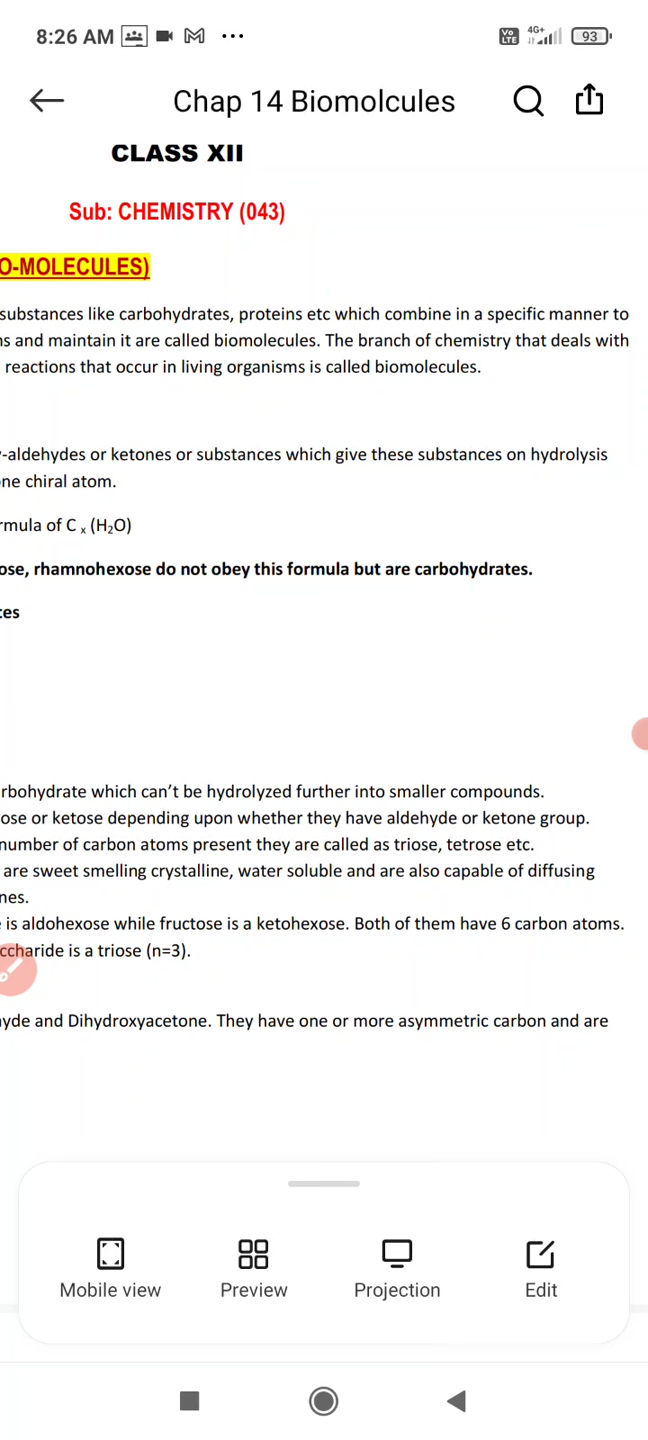 8:26 AM
Vo LTE 4G+ 93
Chap 14 Biomolcules
CLASS XII
Sub: CHEMISTRY (043)
O-MOLECULES)
substances like carbohydrates, proteins etc which combine in a specific manner to
and maintain it are called biomolecules. The branch of chemistry that deals with
reactions that occur in living organisms is called biomolecules.
-aldehydes or ketones or substances which give these substances on hydrolysis
ne chiral atom.
rmula of C x (H₂O)
ose, rhamnohexose do not obey this formula but are carbohydrates.
tes
rbohydrate which can't be hydrolyzed further into smaller compounds.
ose or ketose depending upon whether they have aldehyde or ketone group.
number of carbon atoms present they are called as triose, tetrose etc.
are sweet smelling crystalline, water soluble and are also capable of diffusing
nes.
is aldohexose while fructose is a ketohexose. Both of them have 6 carbon atoms.
ccharide is a triose (n=3).
yde and Dihydroxyacetone. They have one or more asymmetric carbon and are
Mobile view Preview Projection Edit